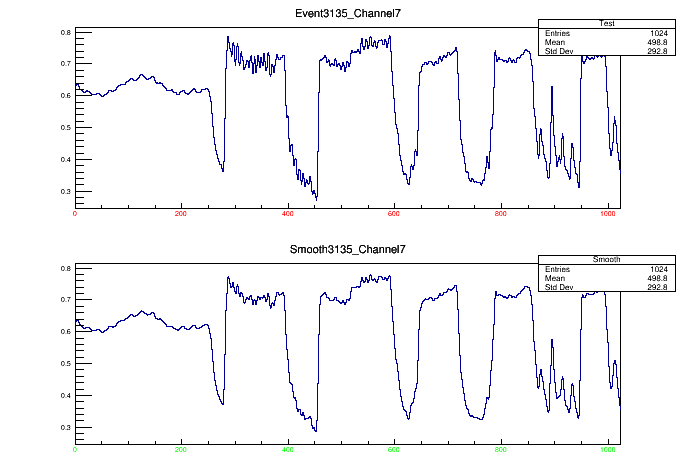 Event3135_Channel7
Test
Entries 1024
Mean 498.8
Std Dev 292.8
0.8
0.7
0.6
0.5
0.4
0.3
0 200 400 600 800 1000
Smooth3135_Channel7
Smooth
Entries 1024
Mean 498.8
Std Dev 292.8
0.8
0.7
0.6
0.5
0.4
0.3
0 200 400 600 800 1000